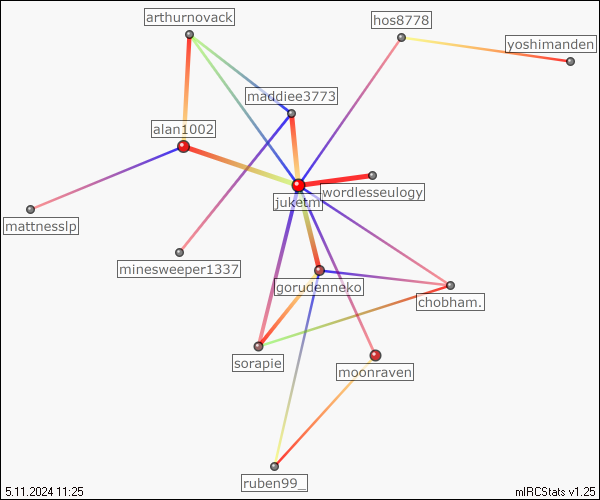 arthurnovack
hos8778
yoshimanden
maddiee3773
alan1002
wordlesseulogy
juketm
mattnesslp
minesweeper1337
gorudenneko
chobham.
sorapie
moonraven
ruben99_
5.11.2024 11:25
mIRCStats v1.25